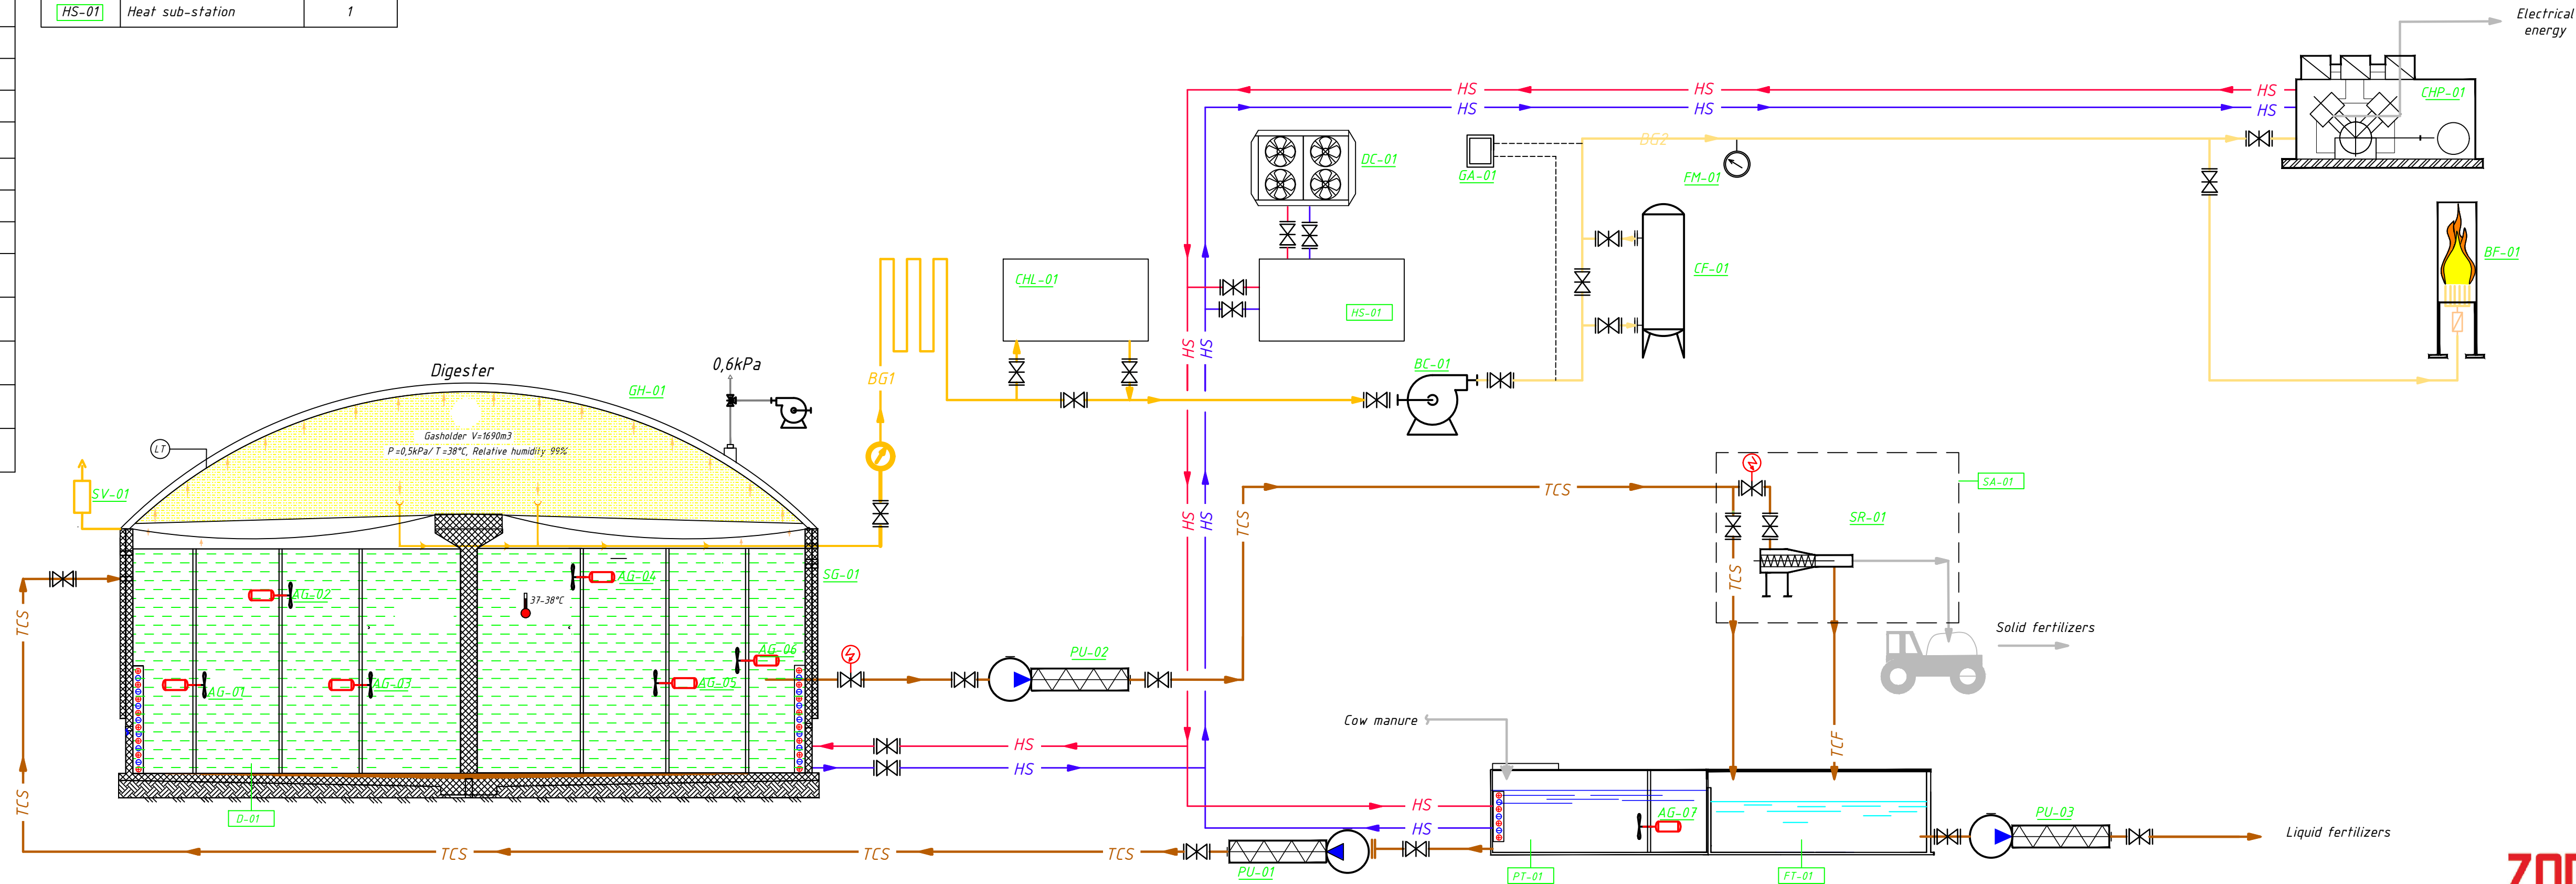 HS-01 Heat sub-station 1
Electrical
energy
HS HS HS HS
CHP-01
HS HS HS HS
BG2
DC-01
GA-01
FM-01
BF-01
CHL-01
CF-01
HS-01
HS HS
Digester
0,6kPa
BC-01
BG1
GH-01
Gasholder V=1690m3
P=0,5kPa/ T=38°C, Relative humidity 99%
LT
SV-01
SA-01
TCS
SR-01
HS HS TCS
SG-01
AG-04
AG-02
37-38°C
TCS
TCS
Solid fertilizers
AG-06
PU-02
AG-01
AG-03
AG-05
Cow manure
HS
TCF
HS
TCS
HS
AG-07
PU-03
D-01
HS
Liquid fertilizers
TCS TCS TCS
PU-01
PT-01
FT-01